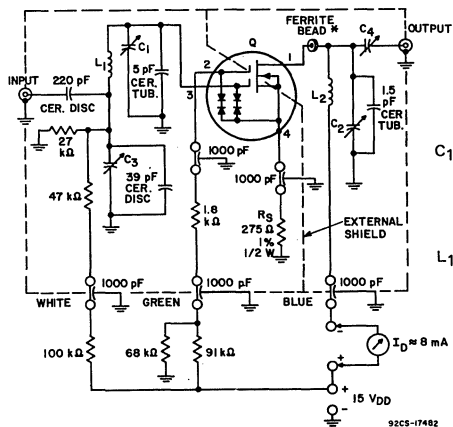 FERRITE
BEAD *
C4
OUTPUT
Q
L1
C1
2
1
INPUT
220 pF
CER. DISC
5 pF
CER.
TUB.
3
L2
C2
1.5
pF
CER
TUB.
4
27
kΩ
C3
39 pF
CER.
DISC
1000 pF
1000 pF
C1
47 kΩ
1.8
kΩ
RS
275 Ω
1%
1/2 W
EXTERNAL
SHIELD
L1
1000 pF
1000 pF
1000 pF
WHITE
GREEN
BLUE
100 kΩ
68 kΩ
91 kΩ
-
+
ID ≈ 8 mA
+
15 VDD
-
92CS-17482